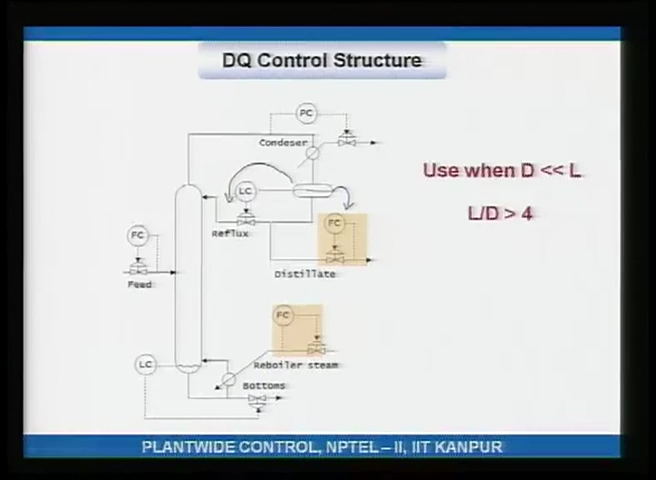 DQ Control Structure
PC
Condeser
LC
Reflux
FC
Distillate
FC
Feed
Use when D << L
L/D > 4
FC
Reboiler steam
LC
Bottoms
PLANTWIDE CONTROL, NPTEL – II, IIT KANPUR